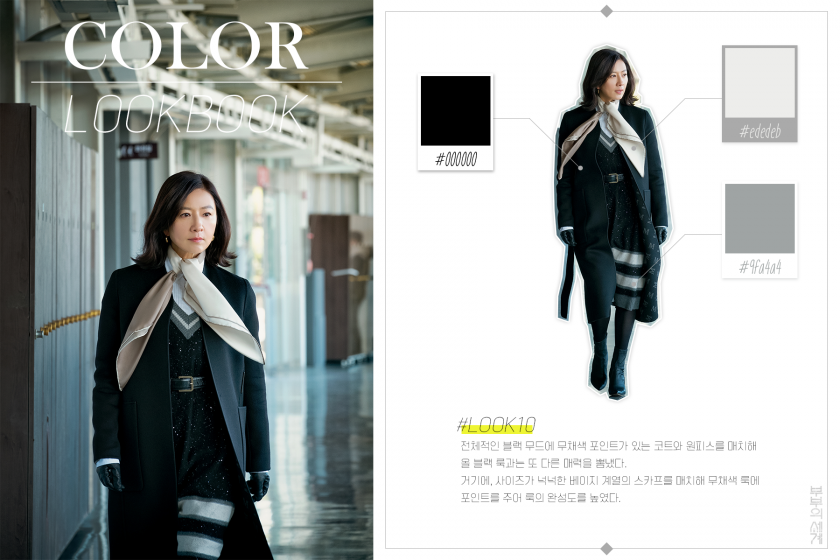 COLOR
LOOKBOOK
#000000
#ededeb
#9fa4a4
#LOOK10
전체적인 블랙 무드에 무채색 포인트가 있는 코트와 원피스를 매치해
올 블랙 룩과는 또 다른 매력을 뽐냈다.
거기에, 사이즈가 넉넉한 베이지 계열의 스카프를 매치해 무채색 룩에
포인트를 주어 룩의 완성도를 높였다.
부부의 세계